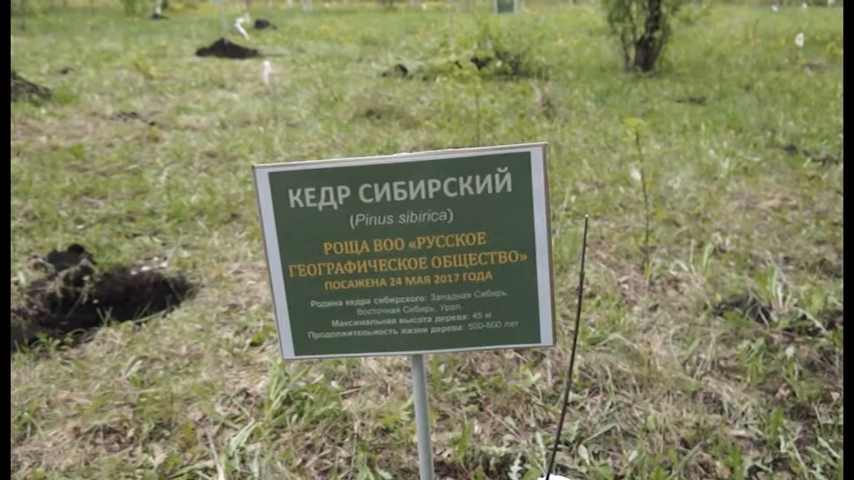 КЕДР СИБИРСКИЙ
(Pinus sibirica)
РОЩА ВОО «РУССКОЕ
ГЕОГРАФИЧЕСКОЕ ОБЩЕСТВО»
ПОСАЖЕНА 24 МАЯ 2017 ГОДА
Родина кедра сибирского: Западная Сибирь,
Восточная Сибирь, Урал.
Максимальная высота дерева: 45 м
Продолжительность жизни дерева: 500-800 лет